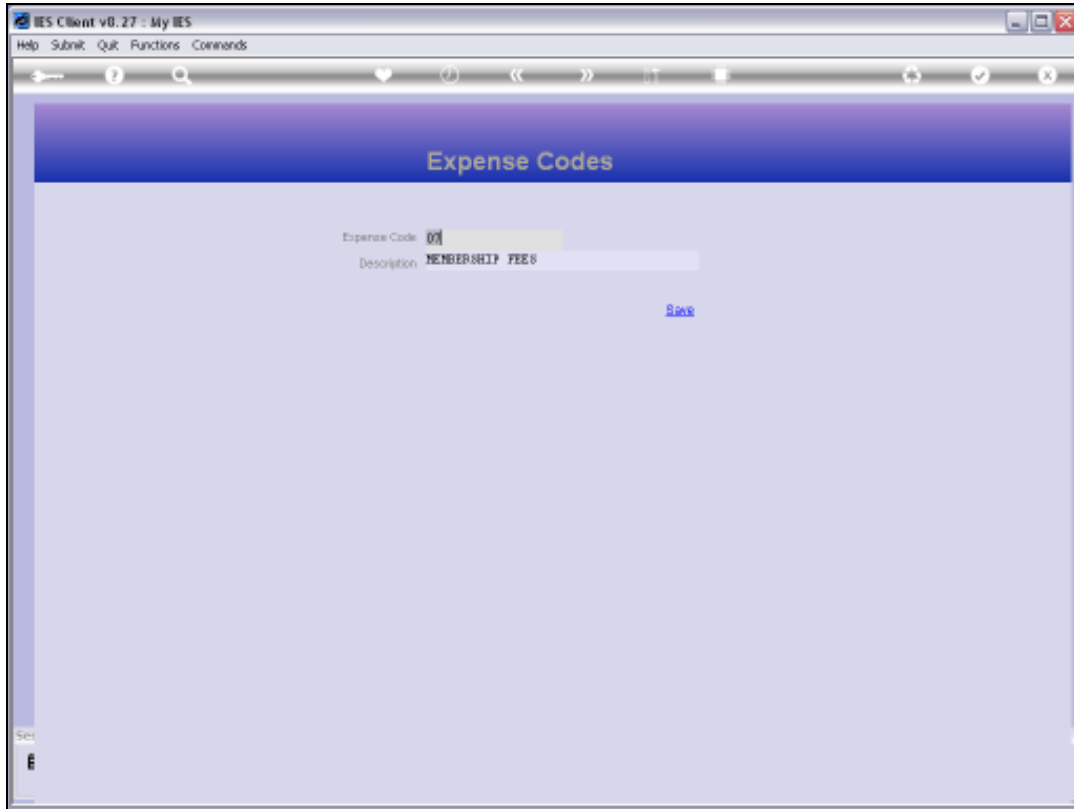 IES Client v8.27 : My IES
Help Submit Quit Functions Commands
Expense Codes
Expense Code 07
Description MEMBERSHIP FEES
Save